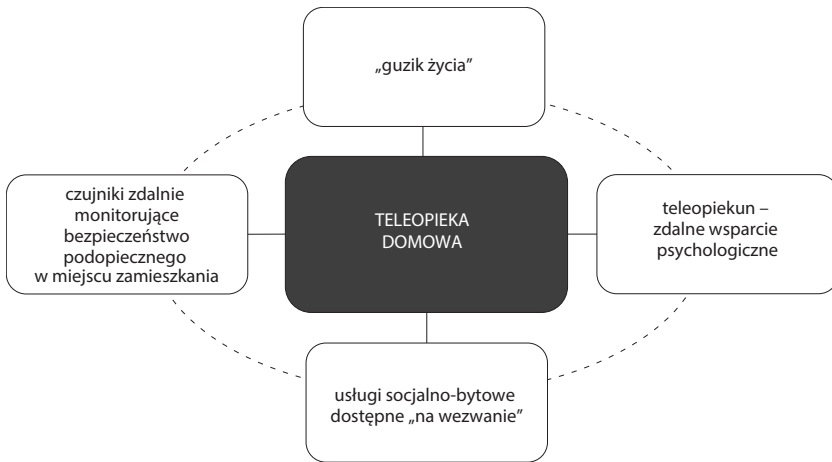 „guzik życia”
czujniki zdalnie
monitorujące
bezpieczeństwo
podopiecznego
w miejscu zamieszkania
TELEOPIEKA
DOMOWA
teleopiekun –
zdalne wsparcie
psychologiczne
usługi socjalno-bytowe
dostępne „na wezwanie”